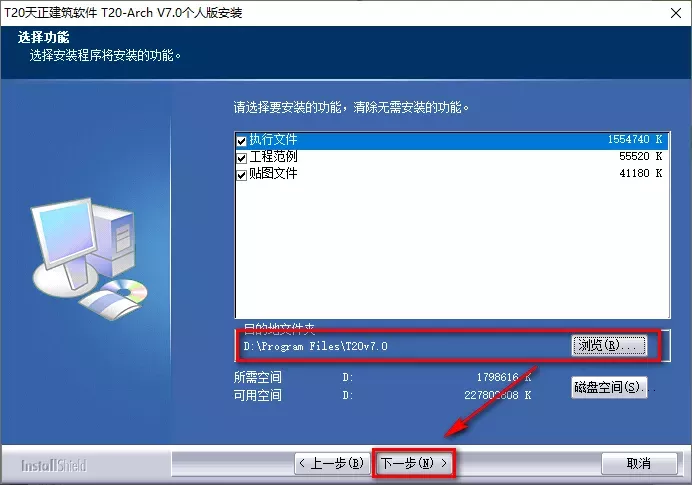 T20天正建筑软件 T20-Arch V7.0个人版安装
选择功能
选择安装程序将安装的功能。
请选择要安装的功能，清除无需安装的功能。
执行文件 1554740 K
工程范例 55520 K
贴图文件 41180 K
目的地文件夹
D:\Program Files\T20v7.0 浏览(R)...
所需空间 D: 1798616 K
可用空间 D: K
磁盘空间(S)...
InstallShield
< 上一步(B) 下一步(N) > 取消